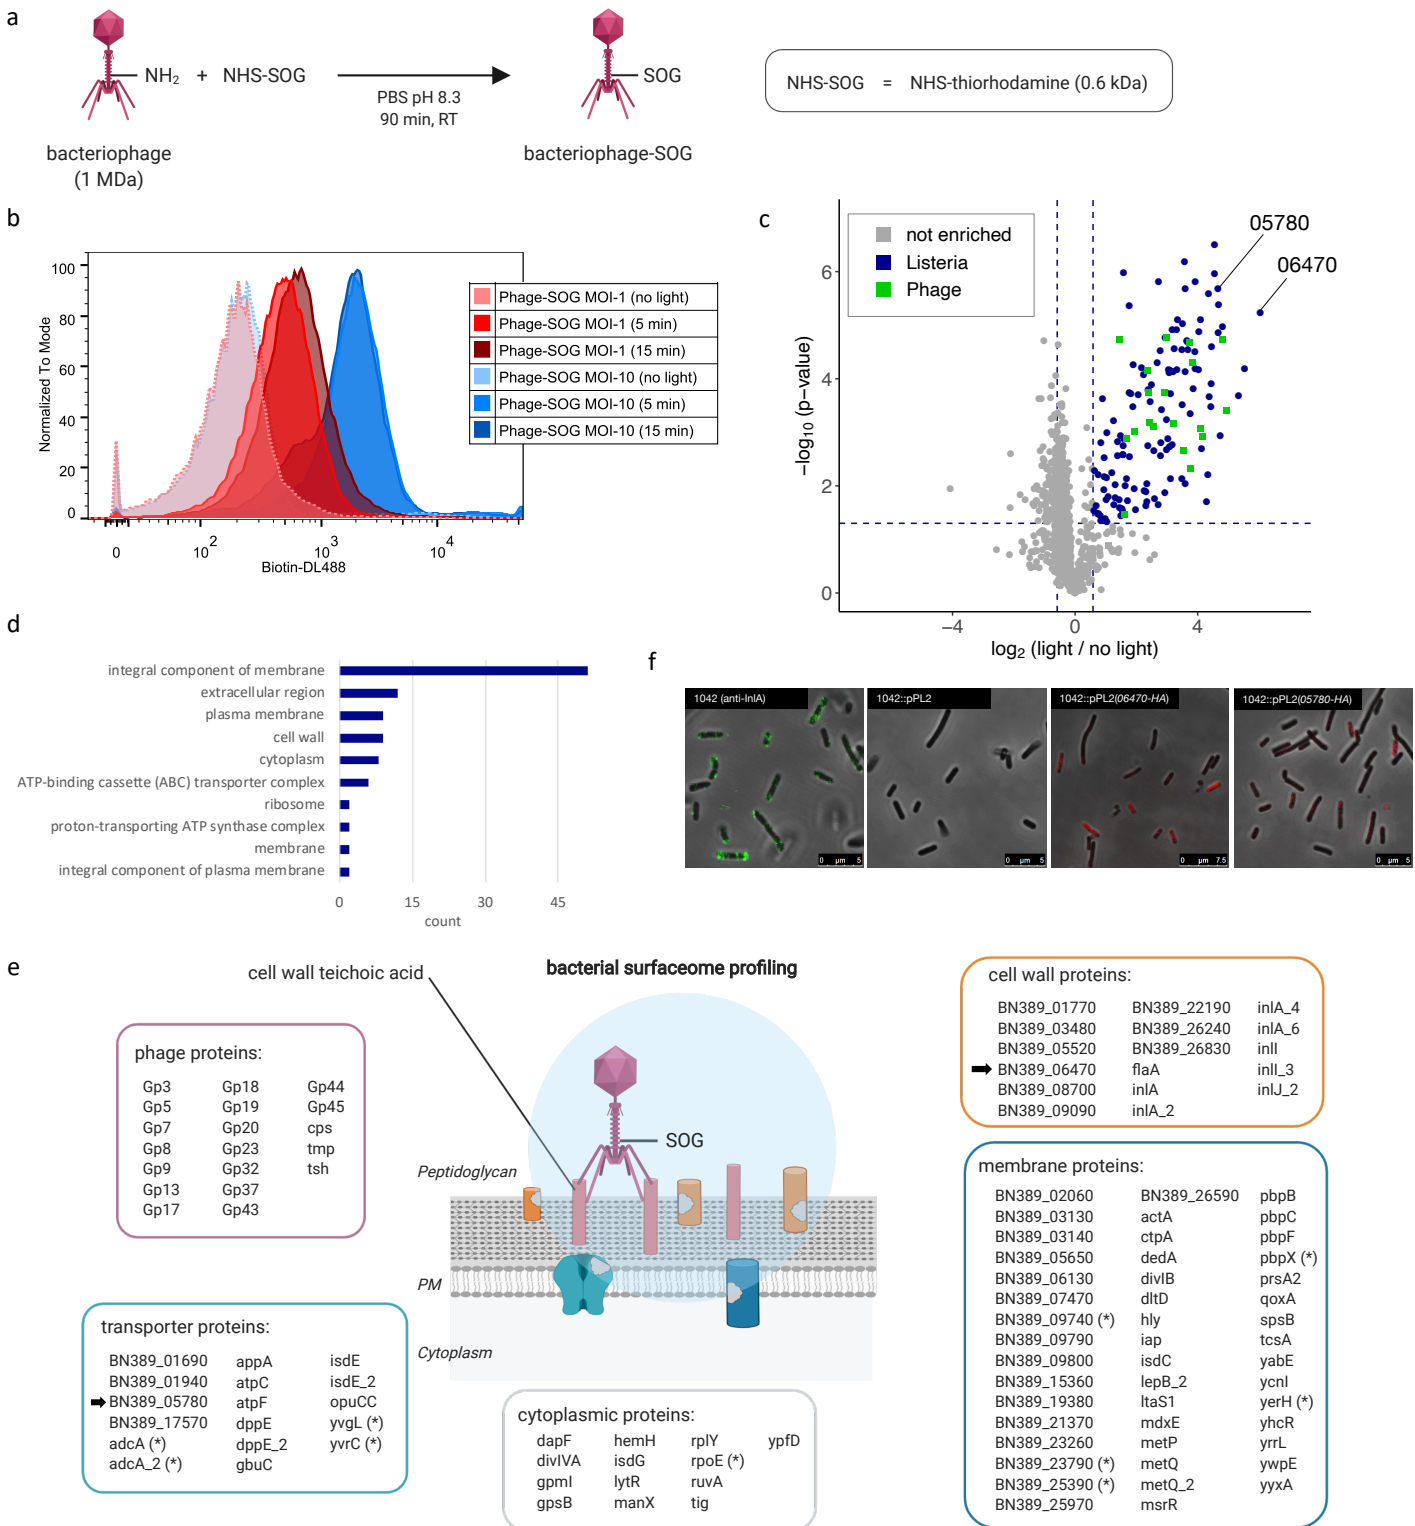 a
NH2 + NHS-SOG
PBS pH 8.3
90 min, RT
SOG
NHS-SOG = NHS-thiorhodamine (0.6 kDa)
bacteriophage
(1 MDa)
bacteriophage-SOG
b
Normalized To Mode
100
80
60
40
20
0
0
10^2
10^3
10^4
Biotin-DL488
Phage-SOG MOI-1 (no light)
Phage-SOG MOI-1 (5 min)
Phage-SOG MOI-1 (15 min)
Phage-SOG MOI-10 (no light)
Phage-SOG MOI-10 (5 min)
Phage-SOG MOI-10 (15 min)
c
not enriched
Listeria
Phage
05780
06470
−log10 (p−value)
6
4
2
0
−4
0
4
log2 (light / no light)
d
integral component of membrane
extracellular region
plasma membrane
cell wall
cytoplasm
ATP-binding cassette (ABC) transporter complex
ribosome
proton-transporting ATP synthase complex
membrane
integral component of plasma membrane
0
15
30
45
count
f
1042 (anti-InlA)
0 µm 5
1042::pPL2
0 µm 5
1042::pPL2(06470-HA)
0 µm 7.5
1042::pPL2(05780-HA)
0 µm 5
e
cell wall teichoic acid
bacterial surfaceome profiling
SOG
Peptidoglycan
PM
Cytoplasm
phage proteins:
Gp3 Gp18 Gp44
Gp5 Gp19 Gp45
Gp7 Gp20 cps
Gp8 Gp23 tmp
Gp9 Gp32 tsh
Gp13 Gp37
Gp17 Gp43
transporter proteins:
BN389_01690 appA isdE
BN389_01940 atpC isdE_2
BN389_05780 atpF opuCC
BN389_17570 dppE yvgL (*)
adcA (*) dppE_2 yvrC (*)
adcA_2 (*) gbuC
cytoplasmic proteins:
dapF hemH rplY ypfD
divIVA isdG rpoE (*)
gpmI lytR ruvA
gpsB manX tig
cell wall proteins:
BN389_01770 BN389_22190 inlA_4
BN389_03480 BN389_26240 inlA_6
BN389_05520 BN389_26830 inlI
BN389_06470 flaA inlI_3
BN389_08700 inlA inlJ_2
BN389_09090 inlA_2
membrane proteins:
BN389_02060 BN389_26590 pbpB
BN389_03130 actA pbpC
BN389_03140 ctpA pbpF
BN389_05650 dedA pbpX (*)
BN389_06130 divIB prsA2
BN389_07470 dltD qoxA
BN389_09740 (*) hly spsB
BN389_09790 iap tcsA
BN389_09800 isdC yabE
BN389_15360 lepB_2 ycnI
BN389_19380 ltaS1 yerH (*)
BN389_21370 mdxE yhcR
BN389_23260 metP yrrL
BN389_23790 (*) metQ ywpE
BN389_25390 (*) metQ_2 yyxA
BN389_25970 msrR